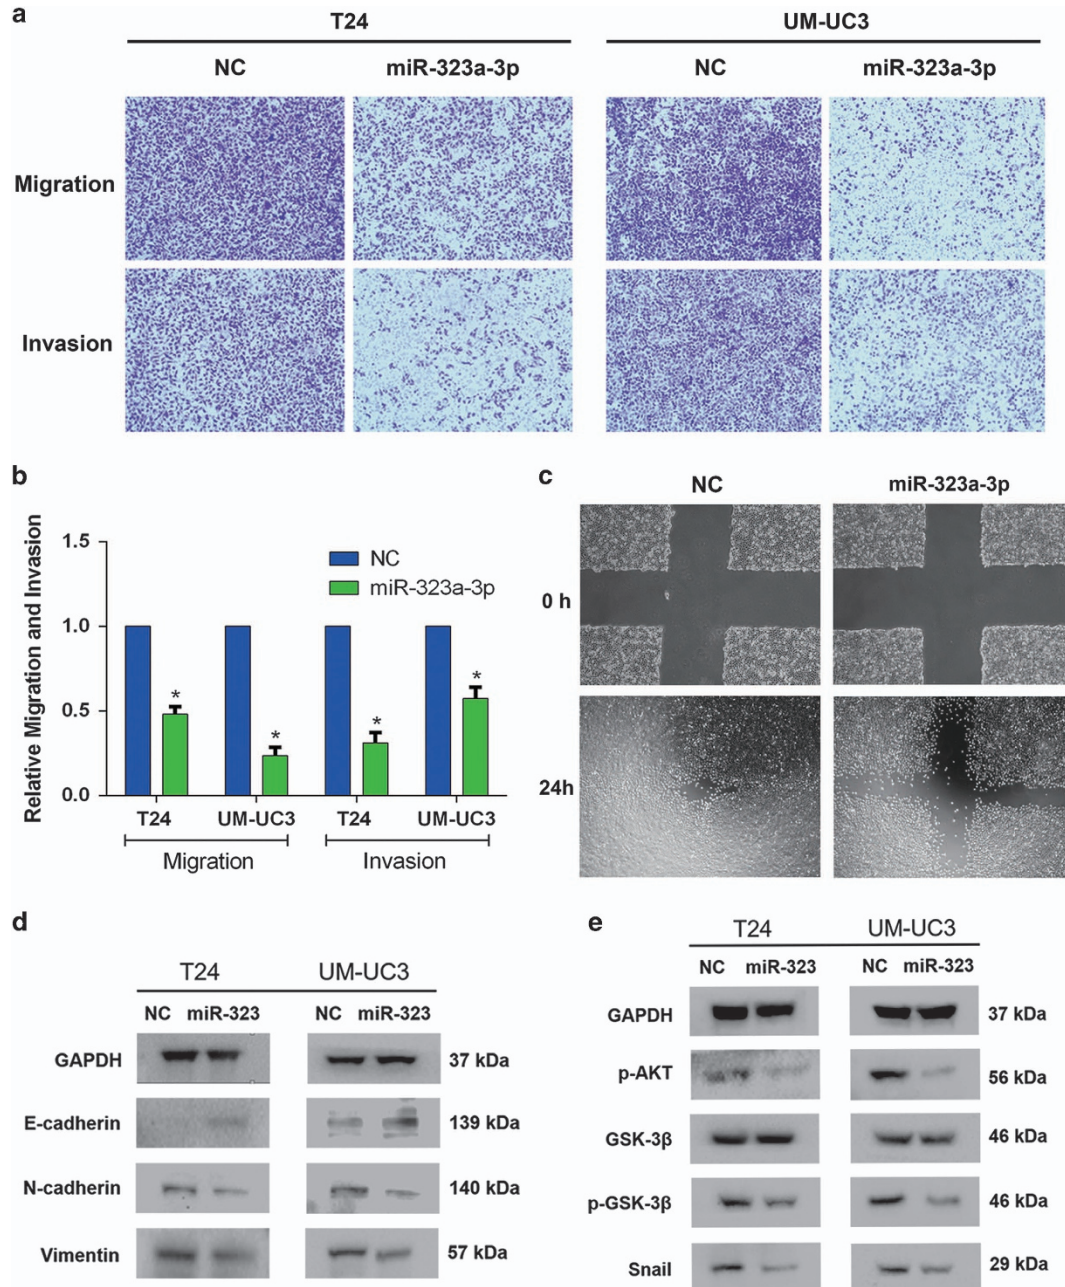 a
T24 UM-UC3
NC miR-323a-3p NC miR-323a-3p
Migration
Invasion
b
Relative Migration and Invasion
1.5
1.0
0.5
0.0
NC
miR-323a-3p
* * * *
T24 UM-UC3 T24 UM-UC3
Migration Invasion
c
NC miR-323a-3p
0 h
24h
d
T24 UM-UC3
NC miR-323 NC miR-323
GAPDH 37 kDa
E-cadherin 139 kDa
N-cadherin 140 kDa
Vimentin 57 kDa
e
T24 UM-UC3
NC miR-323 NC miR-323
GAPDH 37 kDa
p-AKT 56 kDa
GSK-3β 46 kDa
p-GSK-3β 46 kDa
Snail 29 kDa